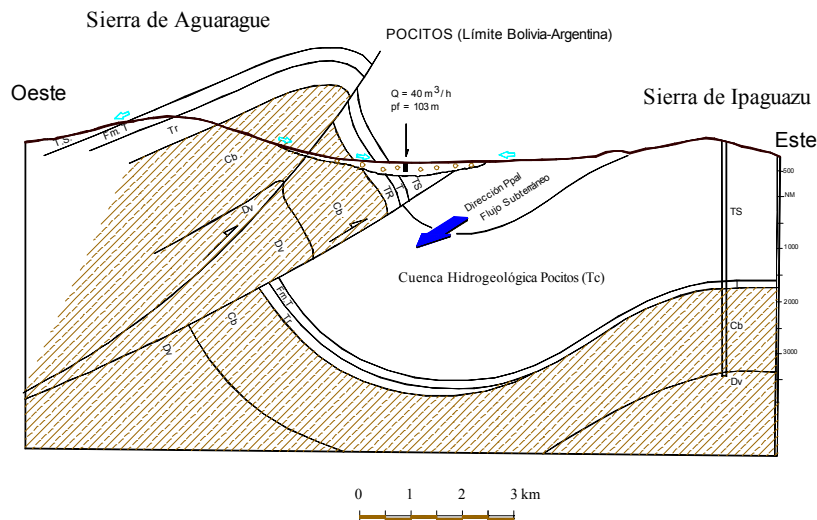 Sierra de Aguarague
POCITOS (Límite Bolivia-Argentina)
Oeste
Q = 40 m³/h
pf = 103 m
Sierra de Ipaguazu
Este
T.S.
Fm. T
Tr
Cb
TR
T
TS
Dirección Ppal
Flujo Subterráneo
500
NM
Dv
Cb
Dv
TS
1000
Cuenca Hidrogeológica Pocitos (Tc)
Fm. T
Tr
T
2000
Cb
Cb
Dv
3000
Dv
0 1 2 3 km